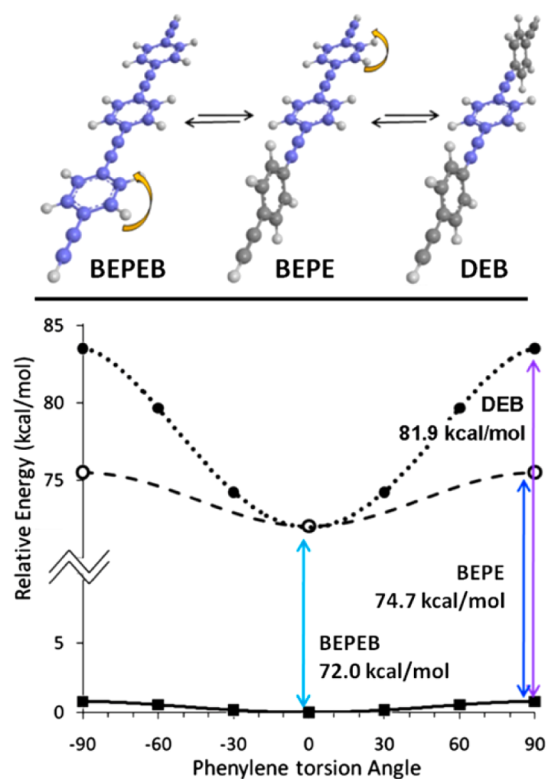 BEPEB
BEPE
DEB
85
80
75
5
0
Relative Energy (kcal/mol)
DEB
81.9 kcal/mol
BEPE
74.7 kcal/mol
BEPEB
72.0 kcal/mol
-90
-60
-30
0
30
60
90
Phenylene torsion Angle